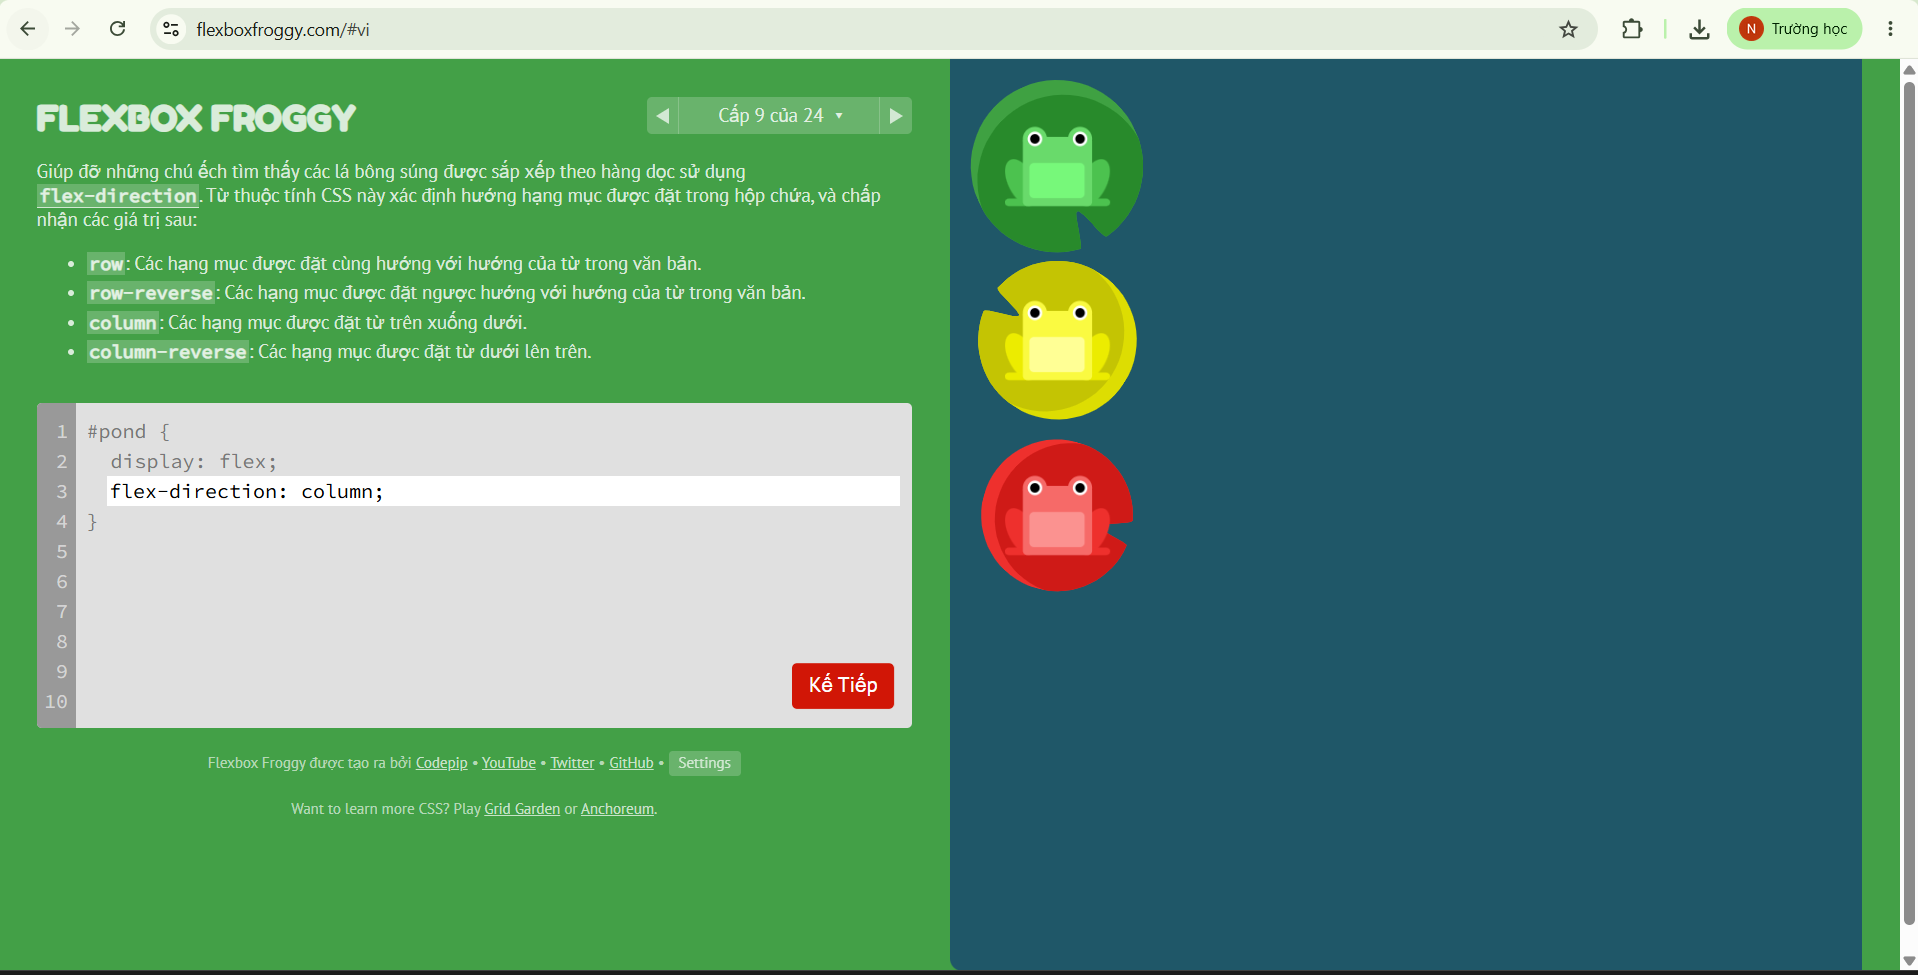 flexboxfroggy.com/#vi
N Trường học
FLEXBOX FROGGY
Cấp 9 của 24
Giúp đỡ những chú ếch tìm thấy các lá bông súng được sắp xếp theo hàng dọc sử dụng
flex-direction. Từ thuộc tính CSS này xác định hướng hạng mục được đặt trong hộp chứa, và chấp
nhận các giá trị sau:
• row: Các hạng mục được đặt cùng hướng với hướng của từ trong văn bản.
• row-reverse: Các hạng mục được đặt ngược hướng với hướng của từ trong văn bản.
• column: Các hạng mục được đặt từ trên xuống dưới.
• column-reverse: Các hạng mục được đặt từ dưới lên trên.
1 #pond {
2 display: flex;
3 flex-direction: column;
4 }
5
6
7
8
9
10
Kế Tiếp
Flexbox Froggy được tạo ra bởi Codepip • YouTube • Twitter • GitHub • Settings
Want to learn more CSS? Play Grid Garden or Anchoreum.